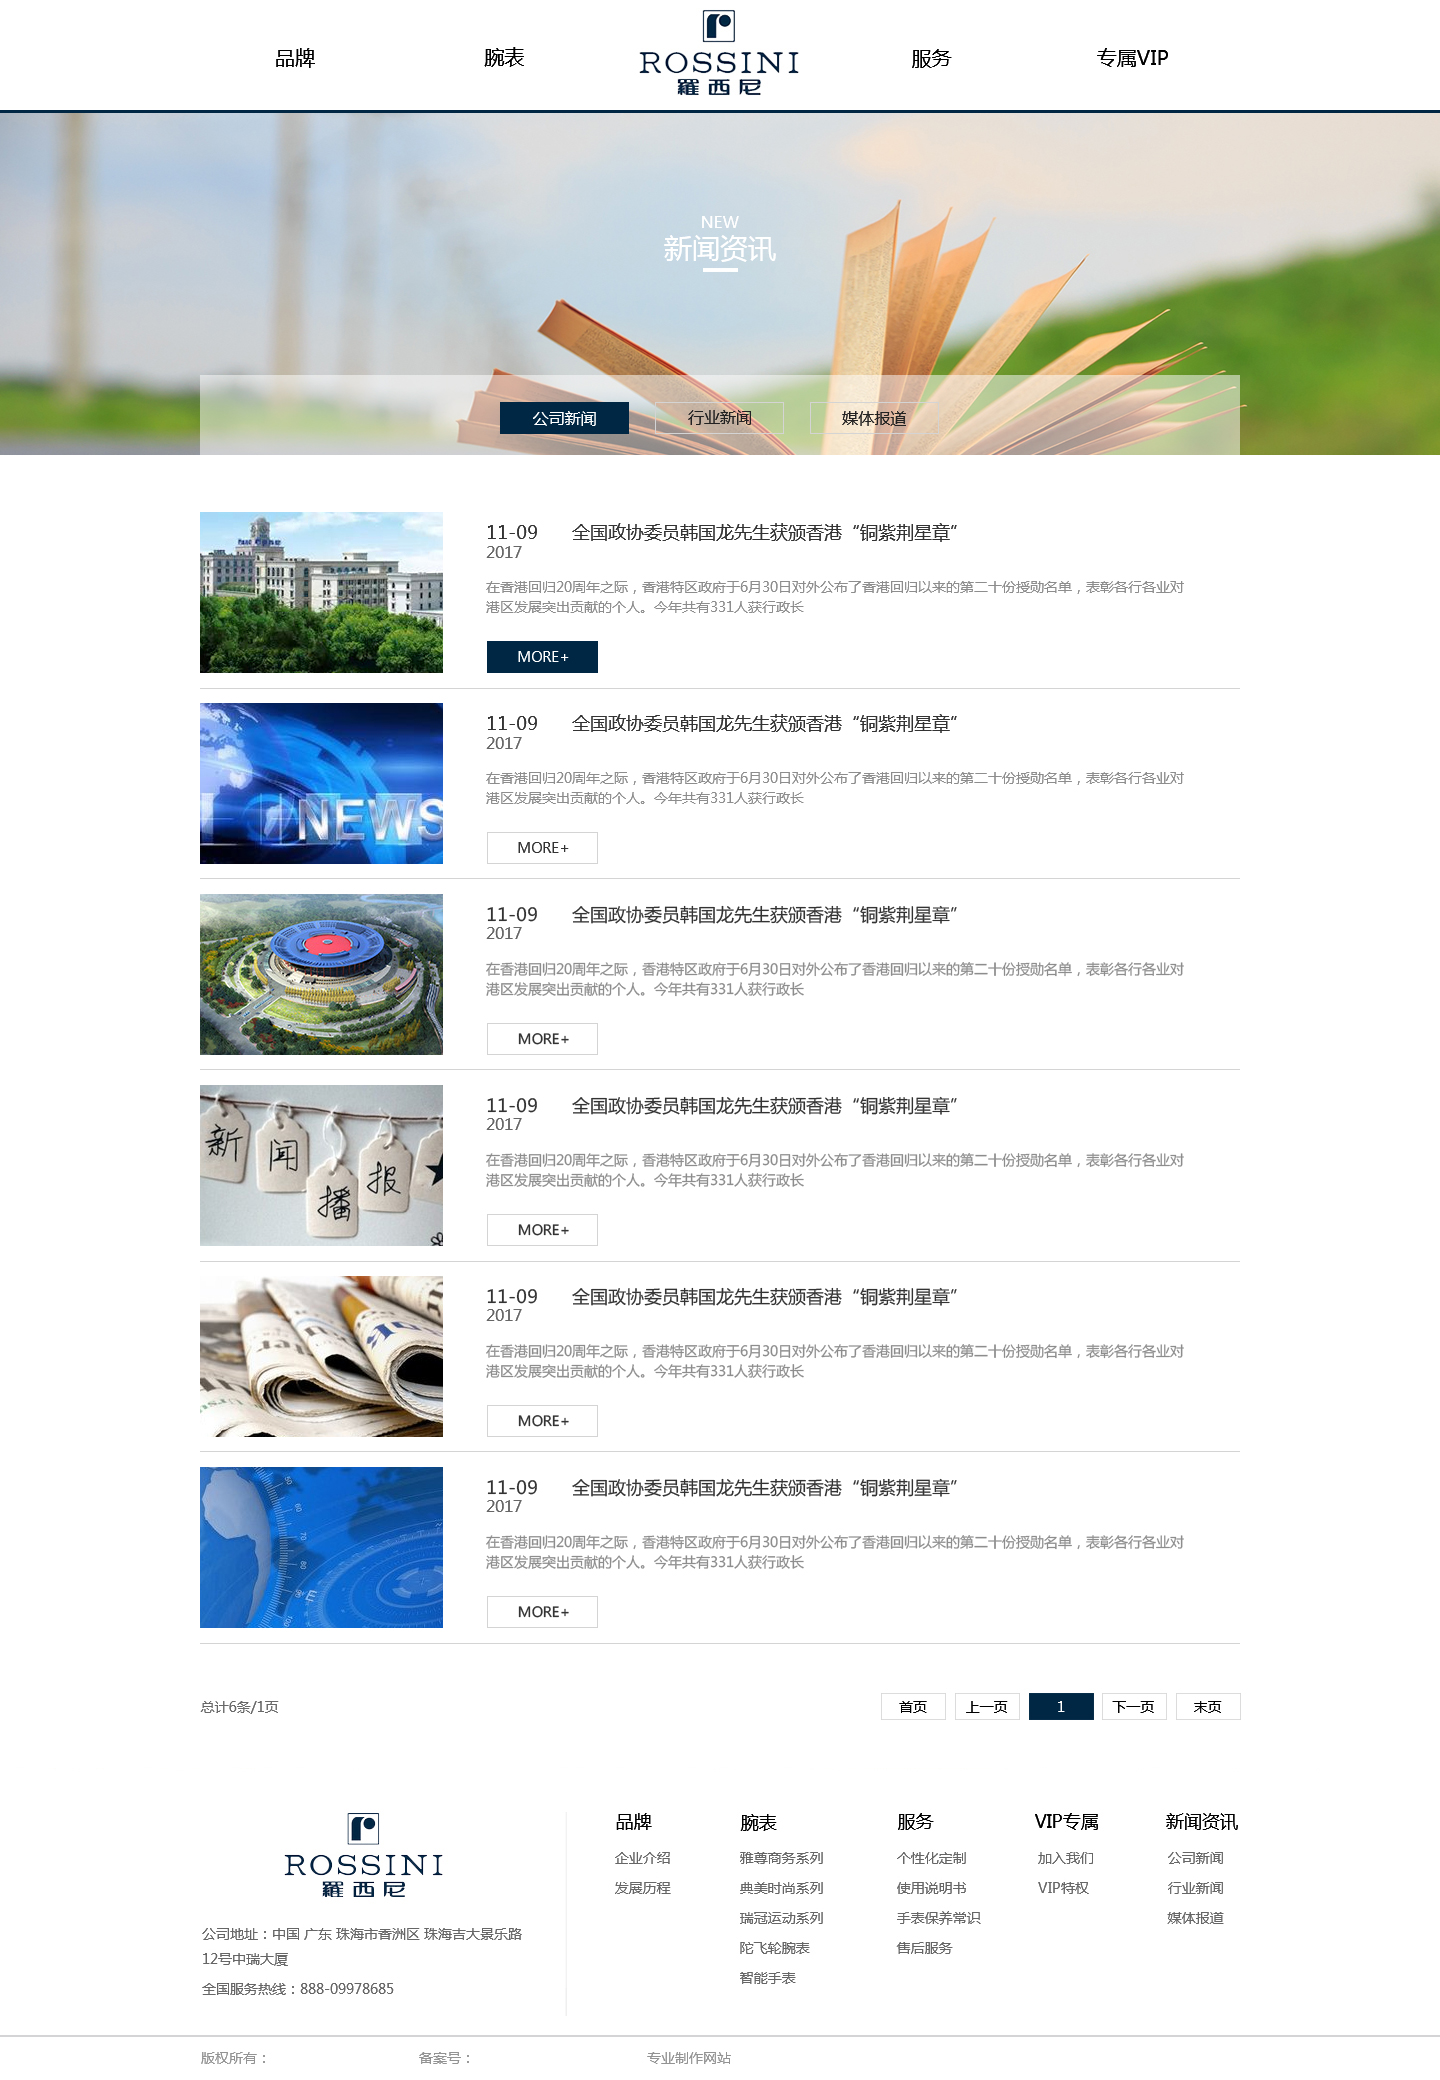 品牌
腕表
ROSSINI
羅西尼
服务
专属VIP
NEW
新闻资讯
公司新闻
行业新闻
媒体报道
11-09 全国政协委员韩国龙先生获颁香港“铜紫荆星章”
2017
在香港回归20周年之际，香港特区政府于6月30日对外公布了香港回归以来的第二十份授勋名单，表彰各行各业对
港区发展突出贡献的个人。今年共有331人获行政长
MORE+
NEWS
11-09 全国政协委员韩国龙先生获颁香港“铜紫荆星章”
2017
在香港回归20周年之际，香港特区政府于6月30日对外公布了香港回归以来的第二十份授勋名单，表彰各行各业对
港区发展突出贡献的个人。今年共有331人获行政长
MORE+
11-09 全国政协委员韩国龙先生获颁香港“铜紫荆星章”
2017
在香港回归20周年之际，香港特区政府于6月30日对外公布了香港回归以来的第二十份授勋名单，表彰各行各业对
港区发展突出贡献的个人。今年共有331人获行政长
MORE+
新闻播报
11-09 全国政协委员韩国龙先生获颁香港“铜紫荆星章”
2017
在香港回归20周年之际，香港特区政府于6月30日对外公布了香港回归以来的第二十份授勋名单，表彰各行各业对
港区发展突出贡献的个人。今年共有331人获行政长
MORE+
11-09 全国政协委员韩国龙先生获颁香港“铜紫荆星章”
2017
在香港回归20周年之际，香港特区政府于6月30日对外公布了香港回归以来的第二十份授勋名单，表彰各行各业对
港区发展突出贡献的个人。今年共有331人获行政长
MORE+
50
60
70
80
90
100
E
11-09 全国政协委员韩国龙先生获颁香港“铜紫荆星章”
2017
在香港回归20周年之际，香港特区政府于6月30日对外公布了香港回归以来的第二十份授勋名单，表彰各行各业对
港区发展突出贡献的个人。今年共有331人获行政长
MORE+
总计6条/1页
首页
上一页
1
下一页
末页
ROSSINI
羅西尼
公司地址：中国 广东 珠海市香洲区 珠海吉大景乐路
12号中瑞大厦
全国服务热线：888-09978685
品牌
企业介绍
发展历程
腕表
雅尊商务系列
典美时尚系列
瑞冠运动系列
陀飞轮腕表
智能手表
服务
个性化定制
使用说明书
手表保养常识
售后服务
VIP专属
加入我们
VIP特权
新闻资讯
公司新闻
行业新闻
媒体报道
版权所有：
备案号：
专业制作网站